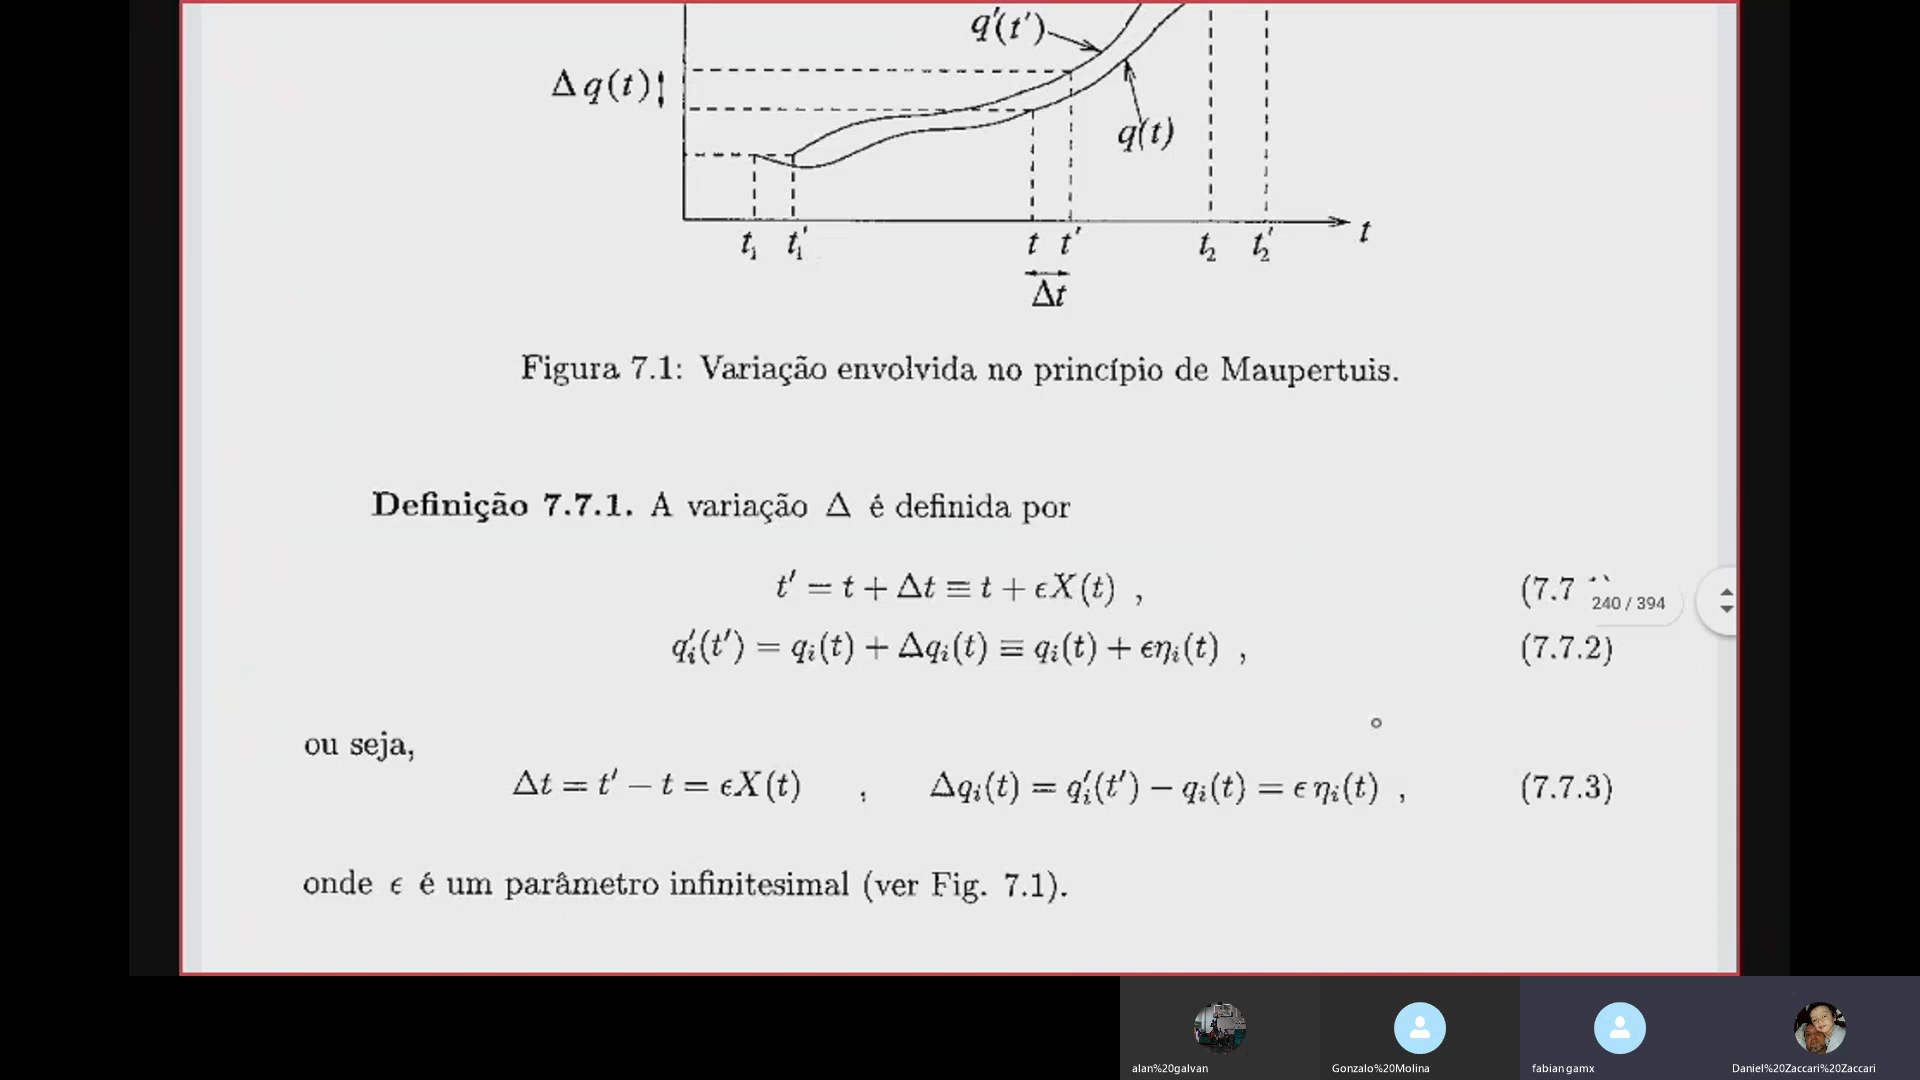 q′(t′)
Δ q(t)
q(t)
t₁ t₁′ t t′ t₂ t₂′ t
Δt
Figura 7.1: Variação envolvida no princípio de Maupertuis.
Definição 7.7.1. A variação Δ é definida por
t′ = t + Δt ≡ t + ϵX(t) , (7.7
240 / 394
q′ᵢ(t′) = qᵢ(t) + Δqᵢ(t) ≡ qᵢ(t) + ϵηᵢ(t) , (7.7.2)
ou seja,
Δt = t′ − t = ϵX(t) , Δqᵢ(t) = q′ᵢ(t′) − qᵢ(t) = ϵ ηᵢ(t) , (7.7.3)
onde ϵ é um parâmetro infinitesimal (ver Fig. 7.1).
alan%20galvan Gonzalo%20Molina fabian gamx Daniel%20Zaccari%20Zaccari